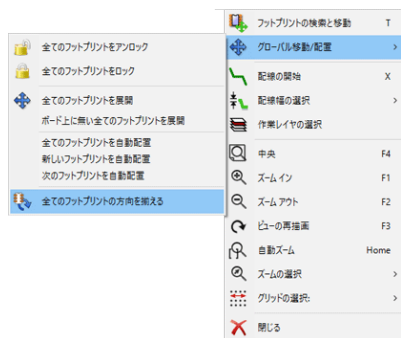 フットプリントの検索と移動 T
グローバル移動/配置 >
配線の開始 X
配線幅の選択 >
作業レイヤの選択
中央 F4
ズーム イン F1
ズーム アウト F2
ビューの再描画 F3
自動ズーム Home
ズームの選択 >
グリッドの選択: >
閉じる
全てのフットプリントをアンロック
全てのフットプリントをロック
全てのフットプリントを展開
ボード上に無い全てのフットプリントを展開
全てのフットプリントを自動配置
新しいフットプリントを自動配置
次のフットプリントを自動配置
全てのフットプリントの方向を揃える